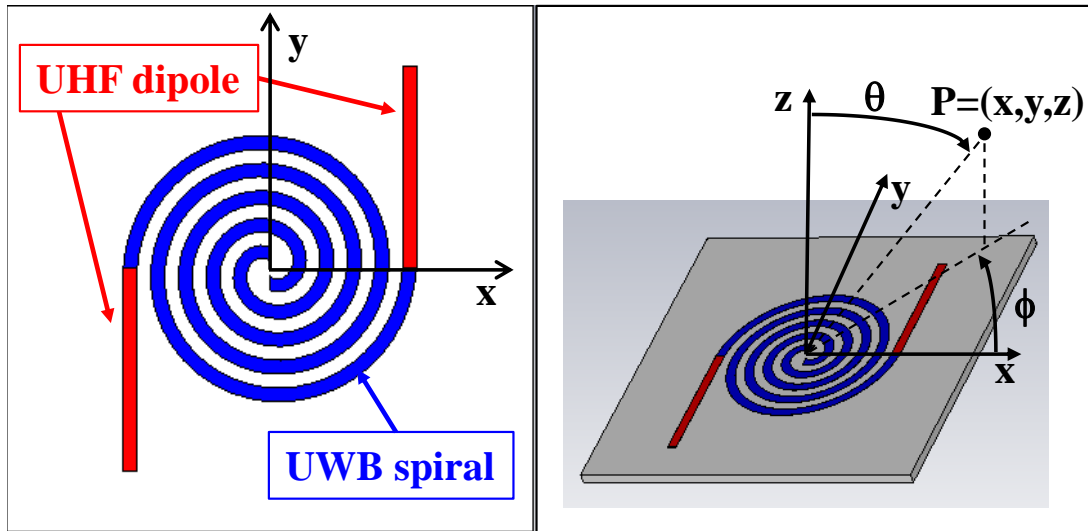 y
UHF dipole
x
UWB spiral
z
θ
P=(x,y,z)
y
ϕ
x